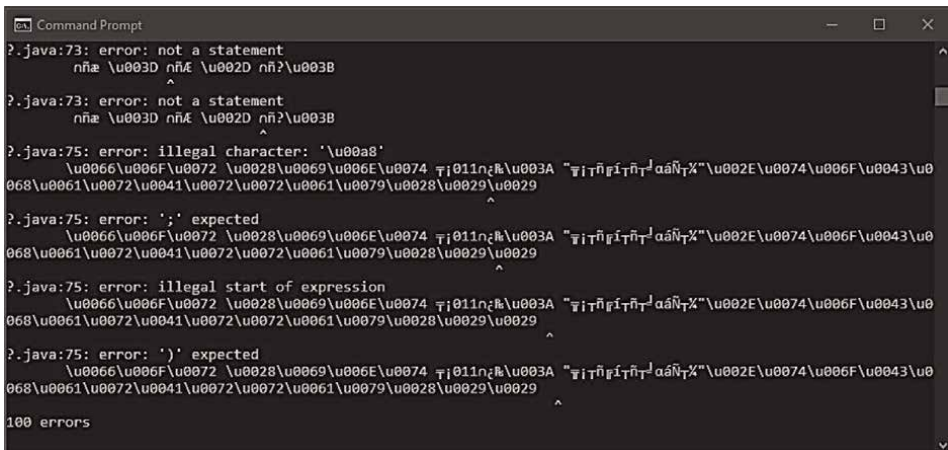 Command Prompt
?.java:73: error: not a statement
nñæ \u003D nñÆ \u002D nñ?\u003B
^
?.java:73: error: not a statement
nñæ \u003D nñÆ \u002D nñ?\u003B
^
?.java:75: error: illegal character: '\u00a8'
\u0066\u006F\u0072 \u0028\u0069\u006E\u0074 \u003A \u002E\u0074\u006F\u0043\u0
068\u0061\u0072\u0041\u0072\u0072\u0061\u0079\u0028\u0029\u0029
^
?.java:75: error: ';' expected
\u0066\u006F\u0072 \u0028\u0069\u006E\u0074 \u003A \u002E\u0074\u006F\u0043\u0
068\u0061\u0072\u0041\u0072\u0072\u0061\u0079\u0028\u0029\u0029
^
?.java:75: error: illegal start of expression
\u0066\u006F\u0072 \u0028\u0069\u006E\u0074 \u003A \u002E\u0074\u006F\u0043\u0
068\u0061\u0072\u0041\u0072\u0072\u0061\u0079\u0028\u0029\u0029
^
?.java:75: error: ')' expected
\u0066\u006F\u0072 \u0028\u0069\u006E\u0074 \u003A \u002E\u0074\u006F\u0043\u0
068\u0061\u0072\u0041\u0072\u0072\u0061\u0079\u0028\u0029\u0029
^
100 errors